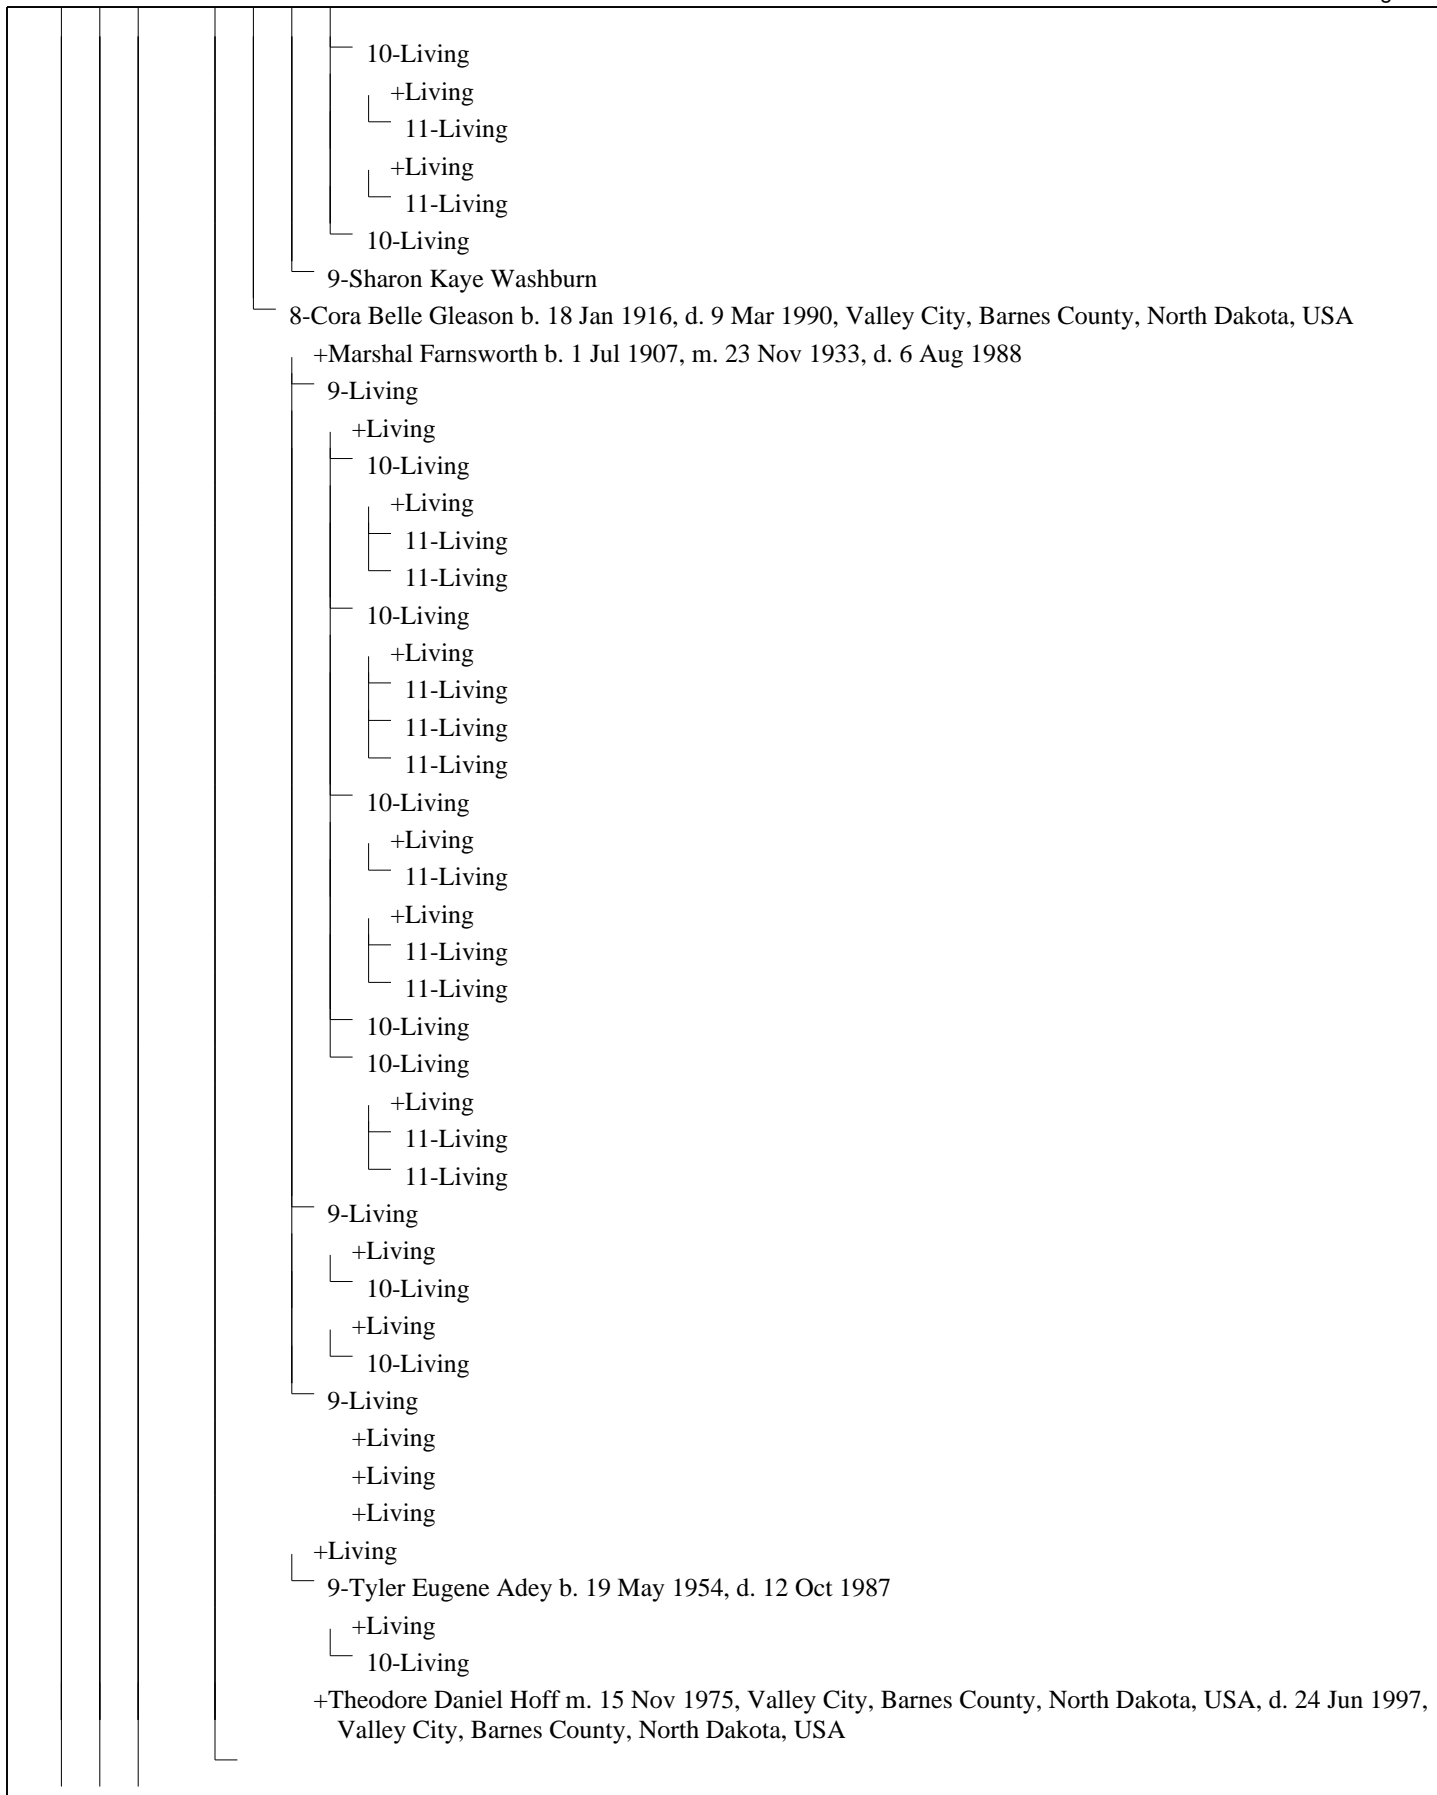 10-Living
+Living
11-Living
+Living
11-Living
10-Living
9-Sharon Kaye Washburn
8-Cora Belle Gleason b. 18 Jan 1916, d. 9 Mar 1990, Valley City, Barnes County, North Dakota, USA
+Marshal Farnsworth b. 1 Jul 1907, m. 23 Nov 1933, d. 6 Aug 1988
9-Living
+Living
10-Living
+Living
11-Living
11-Living
10-Living
+Living
11-Living
11-Living
11-Living
10-Living
+Living
11-Living
+Living
11-Living
11-Living
10-Living
10-Living
+Living
11-Living
11-Living
9-Living
+Living
10-Living
+Living
10-Living
9-Living
+Living
+Living
+Living
+Living
9-Tyler Eugene Adey b. 19 May 1954, d. 12 Oct 1987
+Living
10-Living
+Theodore Daniel Hoff m. 15 Nov 1975, Valley City, Barnes County, North Dakota, USA, d. 24 Jun 1997,
Valley City, Barnes County, North Dakota, USA